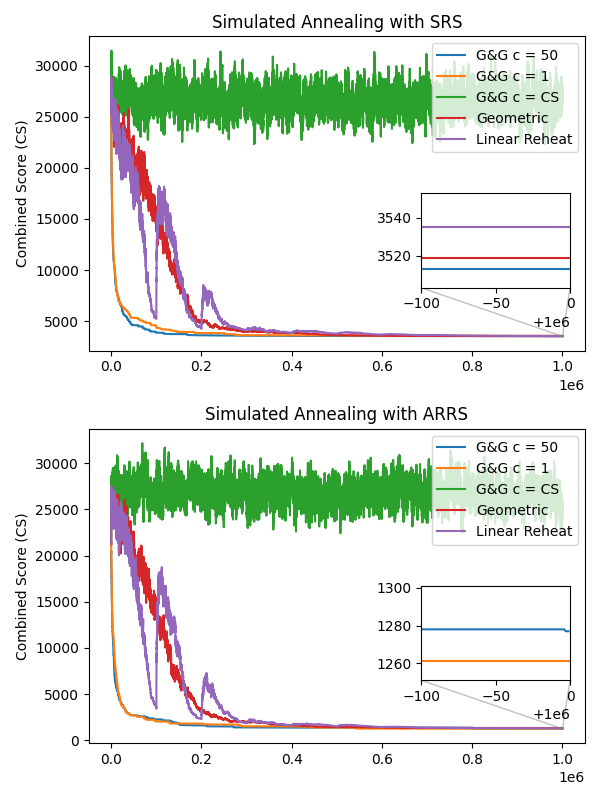 Simulated Annealing with SRS
Combined Score (CS)
30000
25000
20000
15000
10000
5000
G&G c = 50
G&G c = 1
G&G c = CS
Geometric
Linear Reheat
3540
3520
−100
−50
0
+1e6
0.0
0.2
0.4
0.6
0.8
1.0
1e6
Simulated Annealing with ARRS
Combined Score (CS)
30000
25000
20000
15000
10000
5000
0
G&G c = 50
G&G c = 1
G&G c = CS
Geometric
Linear Reheat
1300
1280
1260
−100
−50
0
+1e6
0.0
0.2
0.4
0.6
0.8
1.0
1e6